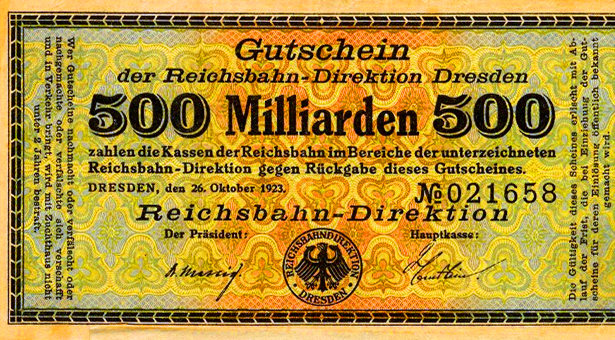 Gutschein
der Reichsbahn-Direktion Dresden
500 Milliarden 500
zahlen die Kassen der Reichsbahn im Bereiche der unterzeichneten
Reichsbahn-Direktion gegen Rückgabe dieses Gutscheines.
DRESDEN, den 26. Oktober 1923.
№ 021658
Reichsbahn-Direktion
Der Präsident:
Hauptkasse:
REICHSBAHNDIREKTION
DRESDEN
Wer Gutscheine nachmacht oder verfälscht oder
nachgemachte oder verfälschte sich verschafft
und in Verkehr bringt, wird mit Zuchthaus nicht
unter 2 Jahren bestraft.
Die Gültigkeit dieses Scheines erlischt mit Ab-
lauf der Frist, die bei Einziehung der Gut-
scheine für deren Einlösung öffentlich bekannt
gemacht wird.